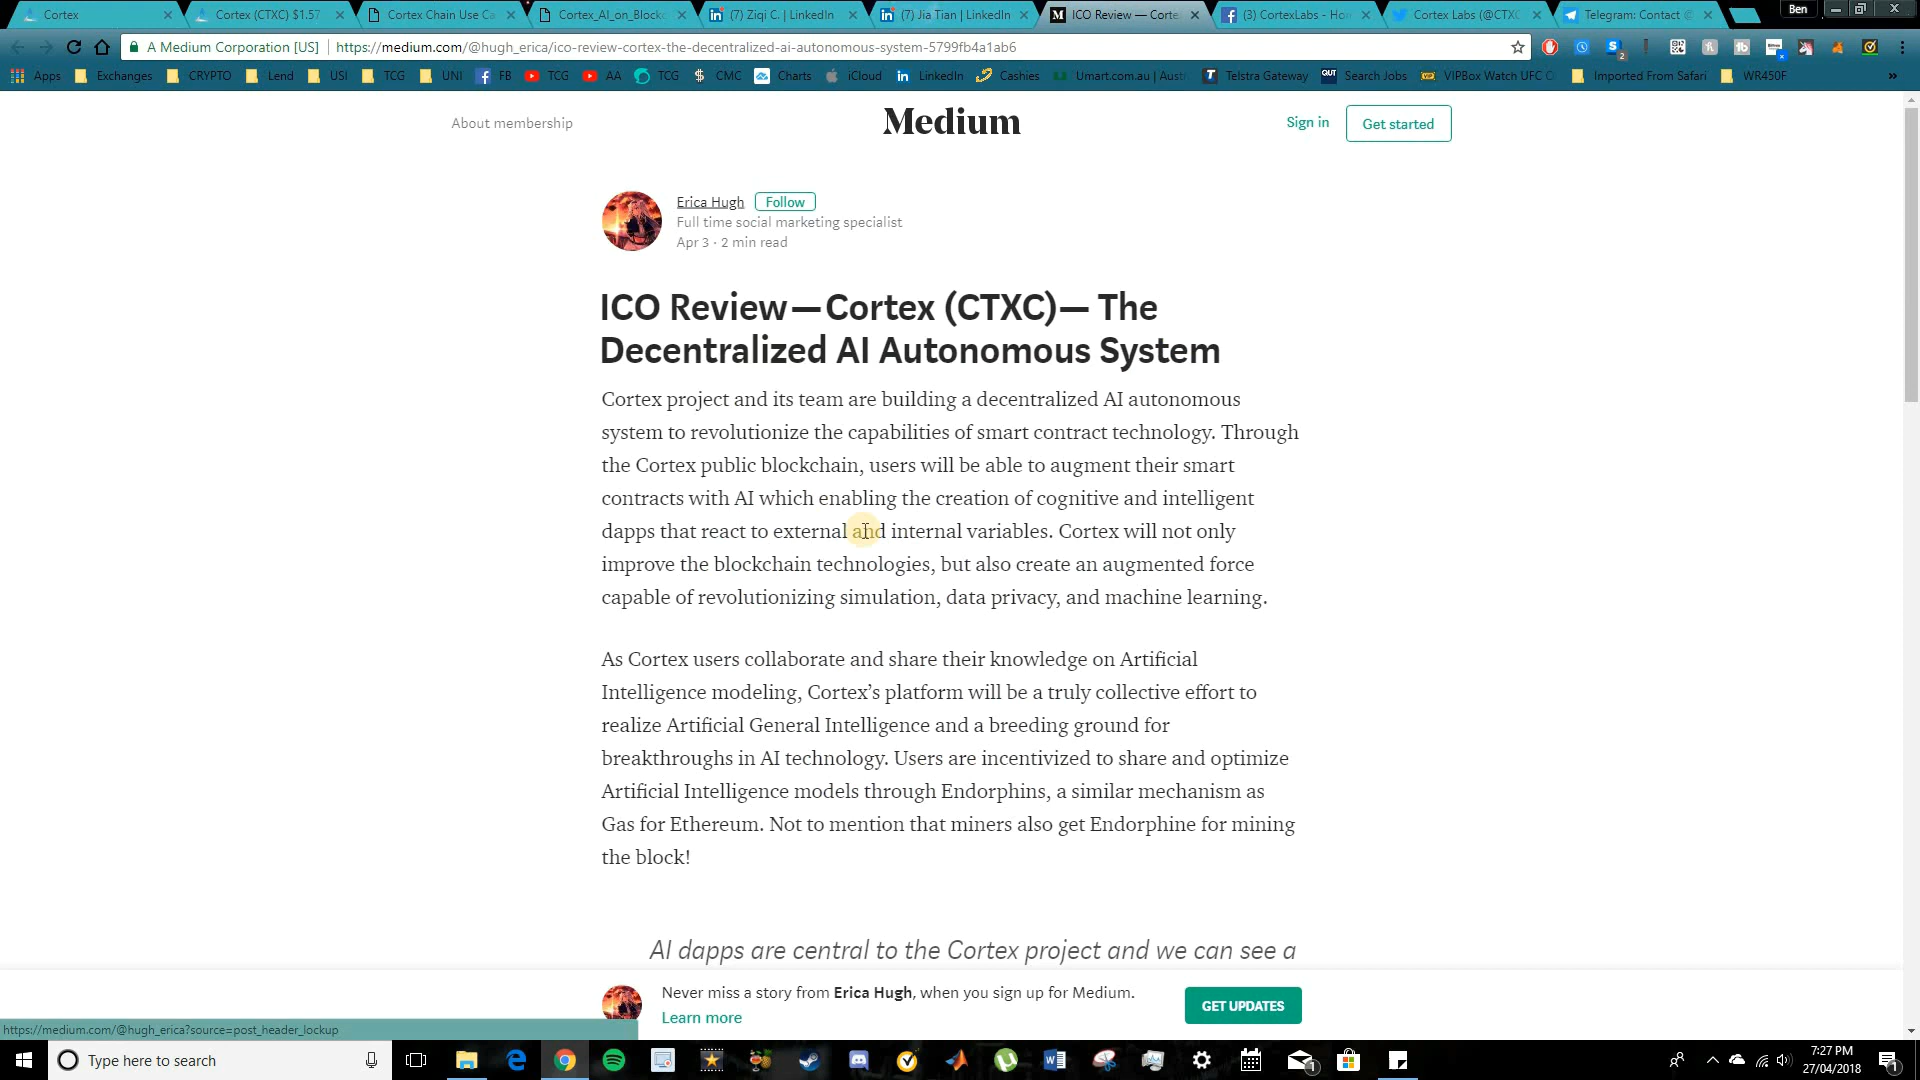 Cortex
Cortex (CTXC) $1.57
Cortex Chain Use Ca
Cortex_AI_on_Block
(7) Ziqi C. | LinkedIn
(7) Jia Tian | LinkedIn
ICO Review — Corte
(3) CortexLabs - Ho
Cortex Labs (@CTXC
Telegram: Contact @
Ben
A Medium Corporation [US]
https://medium.com/@hugh_erica/ico-review-cortex-the-decentralized-ai-autonomous-system-5799fb4a1ab6
Apps
Exchanges
CRYPTO
Lend
USI
TCG
UNI
FB
TCG
AA
TCG
CMC
Charts
iCloud
LinkedIn
Cashies
Umart.com.au | Aust
Telstra Gateway
Search Jobs
VIPBox Watch UFC O
Imported From Safari
WR450F
»
About membership
Medium
Sign in
Get started
Erica Hugh
Follow
Full time social marketing specialist
Apr 3 · 2 min read
ICO Review — Cortex (CTXC)— The
Decentralized AI Autonomous System
Cortex project and its team are building a decentralized AI autonomous
system to revolutionize the capabilities of smart contract technology. Through
the Cortex public blockchain, users will be able to augment their smart
contracts with AI which enabling the creation of cognitive and intelligent
dapps that react to external and internal variables. Cortex will not only
improve the blockchain technologies, but also create an augmented force
capable of revolutionizing simulation, data privacy, and machine learning.
As Cortex users collaborate and share their knowledge on Artificial
Intelligence modeling, Cortex’s platform will be a truly collective effort to
realize Artificial General Intelligence and a breeding ground for
breakthroughs in AI technology. Users are incentivized to share and optimize
Artificial Intelligence models through Endorphins, a similar mechanism as
Gas for Ethereum. Not to mention that miners also get Endorphine for mining
the block!
AI dapps are central to the Cortex project and we can see a
Never miss a story from Erica Hugh, when you sign up for Medium.
Learn more
GET UPDATES
https://medium.com/@hugh_erica?source=post_header_lockup
Type here to search
7:27 PM
27/04/2018